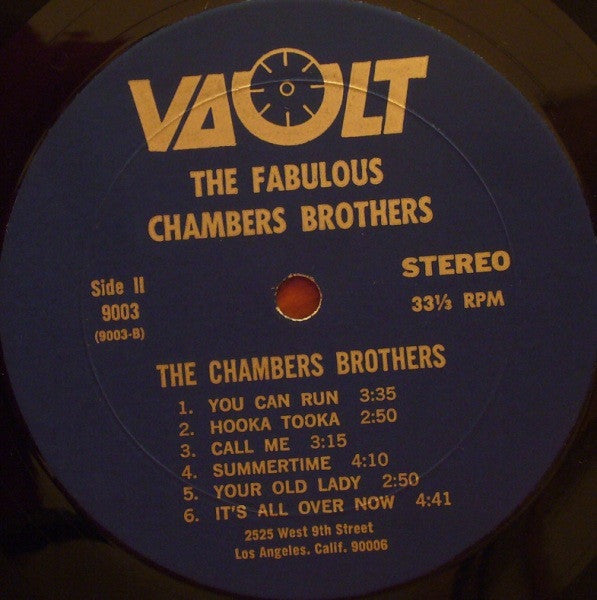 VAULT
THE FABULOUS
CHAMBERS BROTHERS
Side II
9003
(9003-B)
STEREO
33⅓ RPM
THE CHAMBERS BROTHERS
1. YOU CAN RUN 3:35
2. HOOKA TOOKA 2:50
3. CALL ME 3:15
4. SUMMERTIME 4:10
5. YOUR OLD LADY 2:50
6. IT'S ALL OVER NOW 4:41
2525 West 9th Street
Los Angeles. Calif. 90006